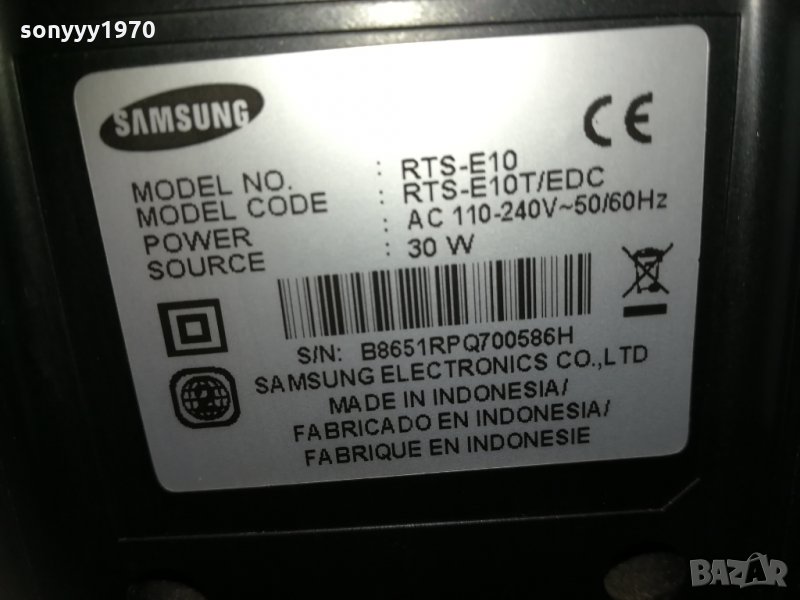 sonyyy1970
SAMSUNG
CE
MODEL NO. : RTS-E10
MODEL CODE : RTS-E10T/EDC
POWER : AC 110-240V~50/60Hz
SOURCE : 30 W
S/N: B8651RPQ700586H
SAMSUNG ELECTRONICS CO.,LTD
MADE IN INDONESIA/
FABRICADO EN INDONESIA/
FABRIQUE EN INDONESIE
BAZAR